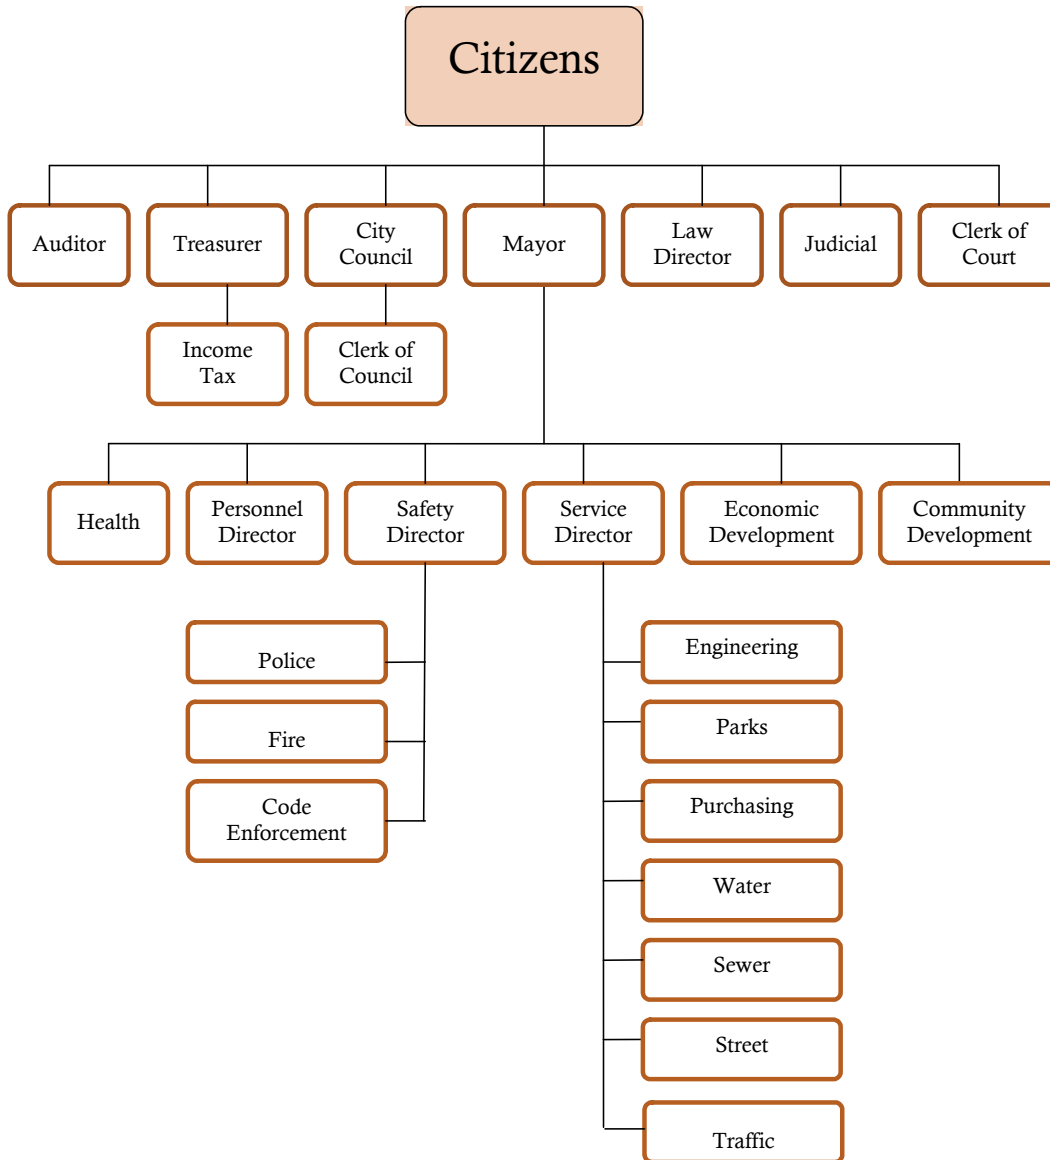 Citizens
Auditor
Treasurer
City
Council
Mayor
Law
Director
Judicial
Clerk of
Court
Income
Tax
Clerk of
Council
Health
Personnel
Director
Safety
Director
Service
Director
Economic
Development
Community
Development
Police
Fire
Code
Enforcement
Engineering
Parks
Purchasing
Water
Sewer
Street
Traffic